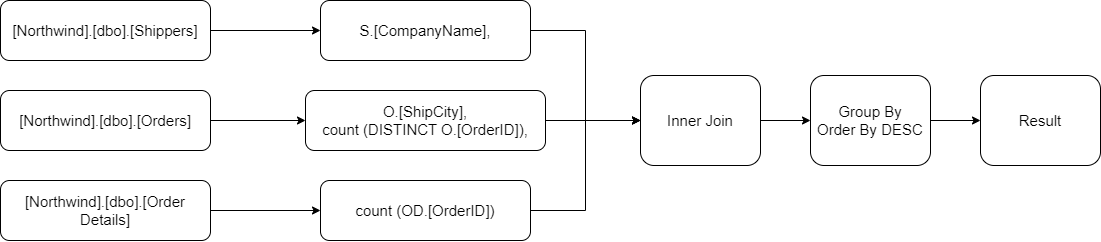 [Northwind].[dbo].[Shippers]
S.[CompanyName],
[Northwind].[dbo].[Orders]
O.[ShipCity],
count (DISTINCT O.[OrderID]),
Inner Join
Group By
Order By DESC
Result
[Northwind].[dbo].[Order
Details]
count (OD.[OrderID])